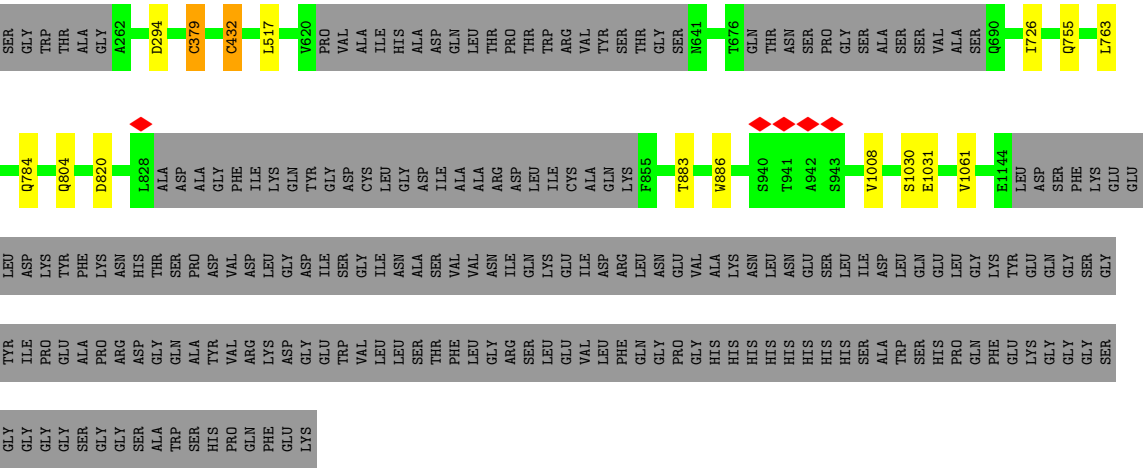 SER GLY TRP THR ALA GLY A262 D294 C379 C432 L517 V620 PRO VAL ALA ILE HIS ALA ASP GLN LEU THR PRO THR TRP ARG VAL TYR SER THR GLY SER N641 T676 GLN THR ASN SER PRO GLY SER ALA SER SER VAL ALA SER Q690 I726 Q755 L763
Q784 Q804 D820 L828 ALA ASP ALA GLY PHE ILE LYS GLN TYR GLY ASP CYS LEU GLY ASP ILE ALA ALA ARG ASP LEU ILE CYS ALA GLN LYS F855 T883 W886 S940 T941 A942 S943 V1008 S1030 E1031 V1061 E1144 LEU ASP SER PHE LYS GLU GLU
LEU ASP LYS TYR PHE LYS ASN HIS THR SER PRO ASP VAL ASP LEU GLY ASP ILE SER GLY ILE ASN ALA SER VAL VAL ASN ILE GLN LYS GLU ILE ASP ARG LEU ASN GLU VAL ALA LYS ASN LEU ASN GLU SER LEU ILE ASP LEU GLN GLU LEU GLY LYS TYR GLU GLN GLY SER GLY
TYR ILE PRO GLU ALA PRO ARG ASP GLY GLN ALA TYR VAL ARG LYS ASP GLY GLU TRP VAL LEU LEU SER THR PHE LEU GLY ARG SER LEU GLU VAL LEU PHE GLN GLY PRO GLY HIS HIS HIS HIS HIS HIS HIS HIS SER ALA TRP SER HIS PRO GLN PHE GLU LYS GLY GLY GLY SER
GLY GLY GLY GLY SER GLY GLY SER ALA TRP SER HIS PRO GLN PHE GLU LYS